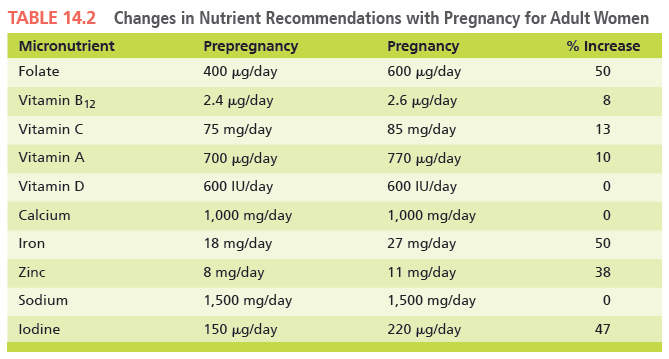 TABLE 14.2 Changes in Nutrient Recommendations with Pregnancy for Adult Women
Micronutrient Prepregnancy Pregnancy % Increase
Folate 400 μg/day 600 μg/day 50
Vitamin B12 2.4 μg/day 2.6 μg/day 8
Vitamin C 75 mg/day 85 mg/day 13
Vitamin A 700 μg/day 770 μg/day 10
Vitamin D 600 IU/day 600 IU/day 0
Calcium 1,000 mg/day 1,000 mg/day 0
Iron 18 mg/day 27 mg/day 50
Zinc 8 mg/day 11 mg/day 38
Sodium 1,500 mg/day 1,500 mg/day 0
Iodine 150 μg/day 220 μg/day 47